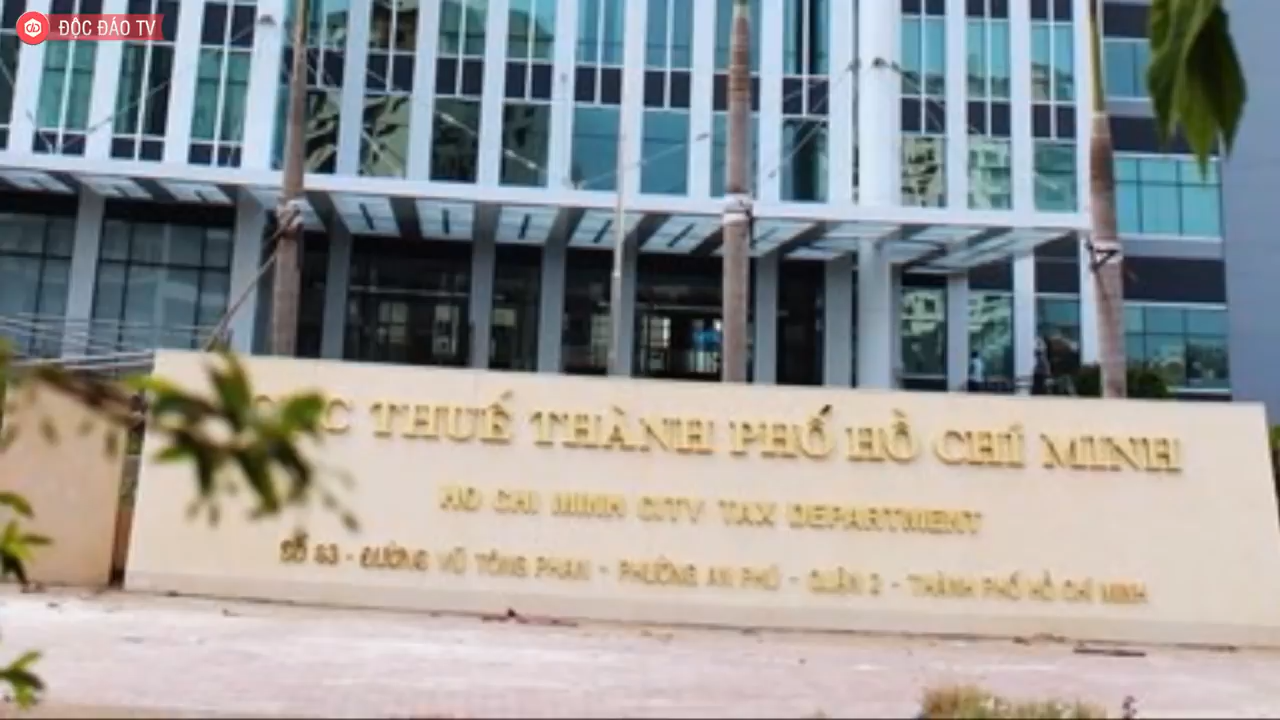 ĐỘC ĐÁO TV
CỤC THUẾ THÀNH PHỐ HỒ CHÍ MINH
HO CHI MINH CITY TAX DEPARTMENT
SỐ 63 - ĐƯỜNG VŨ TÔNG PHAN - PHƯỜNG AN PHÚ - QUẬN 2 - THÀNH PHỐ HỒ CHÍ MINH